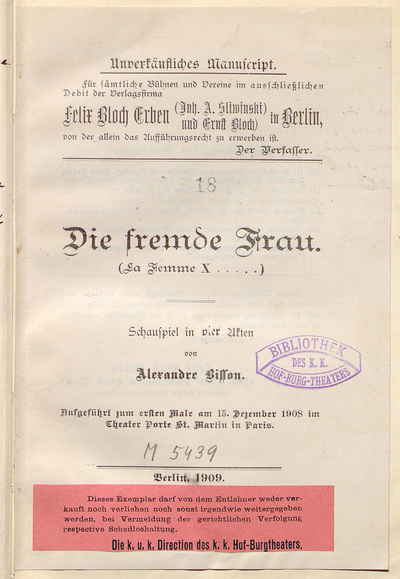 Unverkäufliches Manuscript.
Für sämtliche Bühnen und Vereine im ausschließlichen
Debit der Verlagsfirma
Felix Bloch Erben (Inh. A. Sliwinski und Ernst Bloch) in Berlin,
von der allein das Aufführungsrecht zu erwerben ist.
Der Verfasser.
18
Die fremde Frau.
(La Femme X . . . . .)
Schauspiel in vier Akten
von
Alexandre Bisson.
BIBLIOTHEK
DES K. K.
HOF-BURG-THEATERS
Aufgeführt zum ersten Male am 15. Dezember 1908 im
Theater Porte St. Martin in Paris.
M 5439
Berlin, 1909.
Dieses Exemplar darf von dem Entlehner weder ver-
kauft noch verliehen noch sonst irgendwie weitergegeben
werden, bei Vermeidung der gerichtlichen Verfolgung
respective Schadloshaltung.
Die k. u. k. Direction des k. k. Hof-Burgtheaters.